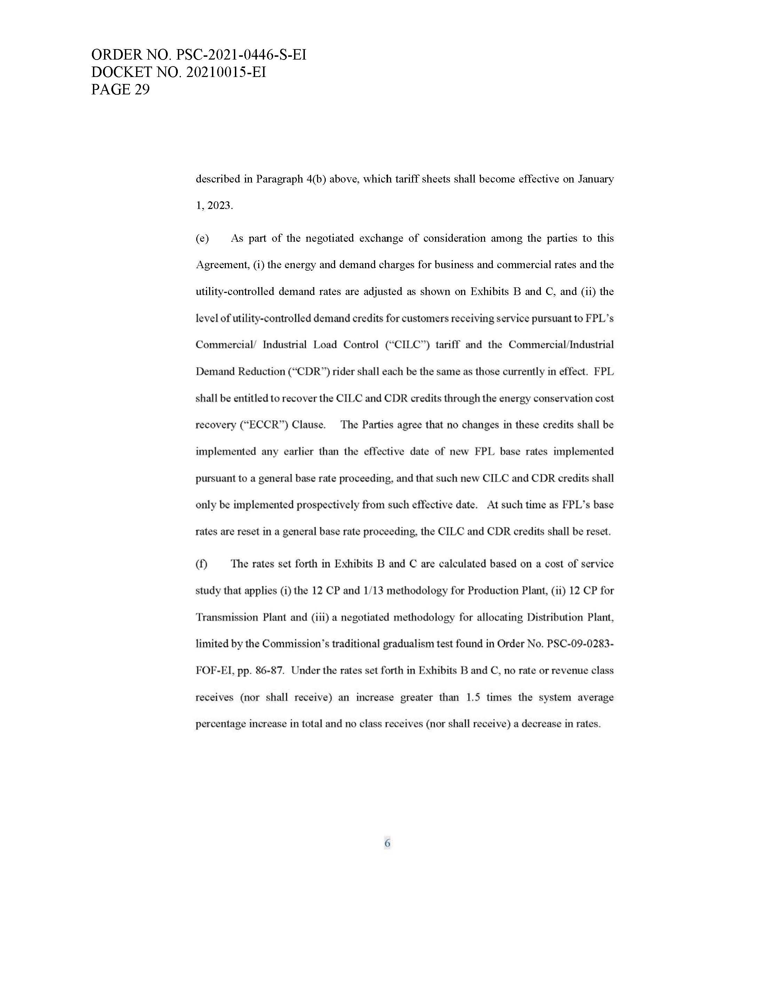 ORDER NO. PSC-2021-0446-S-EI
DOCKET NO. 20210015-EI
PAGE 29
described in Paragraph 4(b) above, which tariff sheets shall become effective on January
1, 2023.
(e) As part of the negotiated exchange of consideration among the parties to this
Agreement, (i) the energy and demand charges for business and commercial rates and the
utility-controlled demand rates are adjusted as shown on Exhibits B and C, and (ii) the
level of utility-controlled demand credits for customers receiving service pursuant to FPL’s
Commercial/ Industrial Load Control (“CILC”) tariff and the Commercial/Industrial
Demand Reduction (“CDR”) rider shall each be the same as those currently in effect. FPL
shall be entitled to recover the CILC and CDR credits through the energy conservation cost
recovery (“ECCR”) Clause. The Parties agree that no changes in these credits shall be
implemented any earlier than the effective date of new FPL base rates implemented
pursuant to a general base rate proceeding, and that such new CILC and CDR credits shall
only be implemented prospectively from such effective date. At such time as FPL’s base
rates are reset in a general base rate proceeding, the CILC and CDR credits shall be reset.
(f) The rates set forth in Exhibits B and C are calculated based on a cost of service
study that applies (i) the 12 CP and 1/13 methodology for Production Plant, (ii) 12 CP for
Transmission Plant and (iii) a negotiated methodology for allocating Distribution Plant,
limited by the Commission’s traditional gradualism test found in Order No. PSC-09-0283-
FOF-EI, pp. 86-87. Under the rates set forth in Exhibits B and C, no rate or revenue class
receives (nor shall receive) an increase greater than 1.5 times the system average
percentage increase in total and no class receives (nor shall receive) a decrease in rates.
6